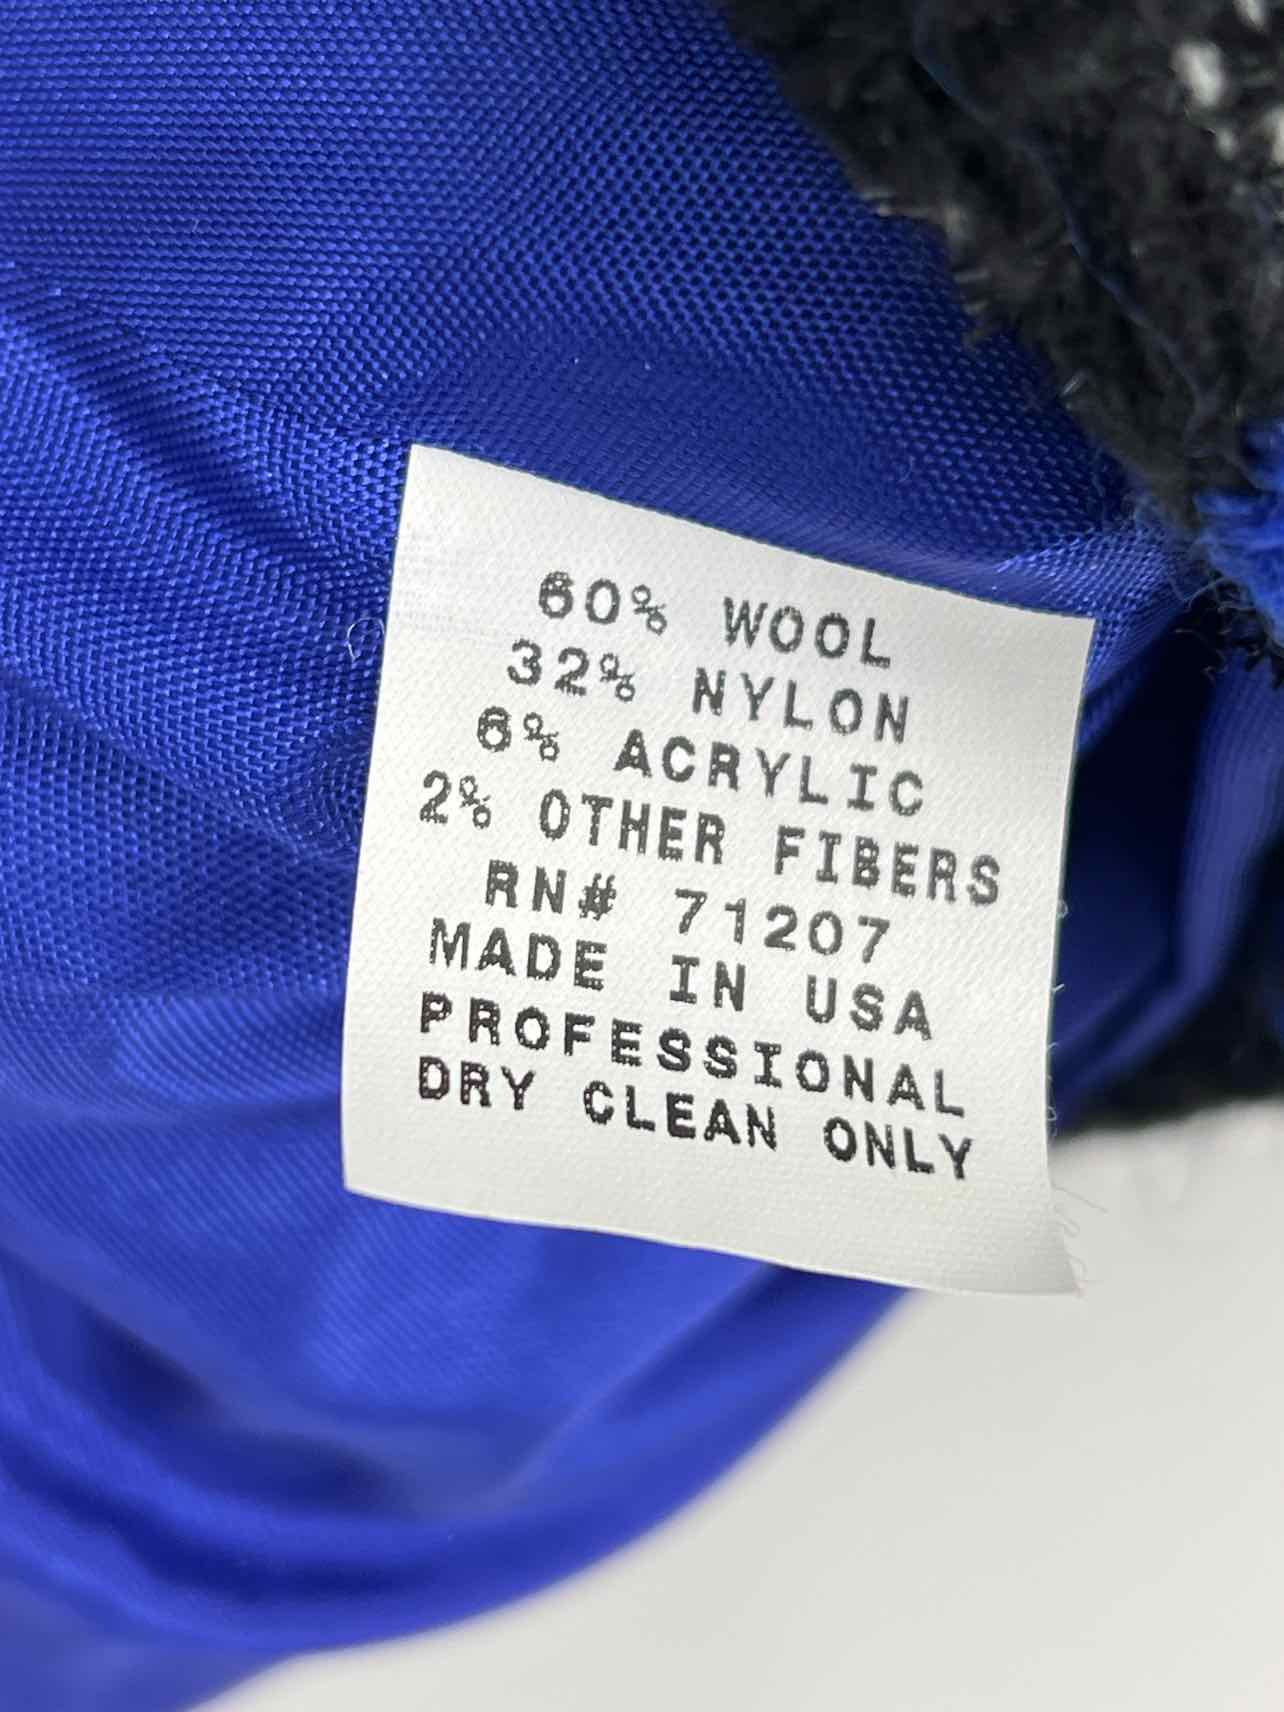 60% WOOL
32% NYLON
6% ACRYLIC
2% OTHER FIBERS
RN# 71207
MADE IN USA
PROFESSIONAL
DRY CLEAN ONLY